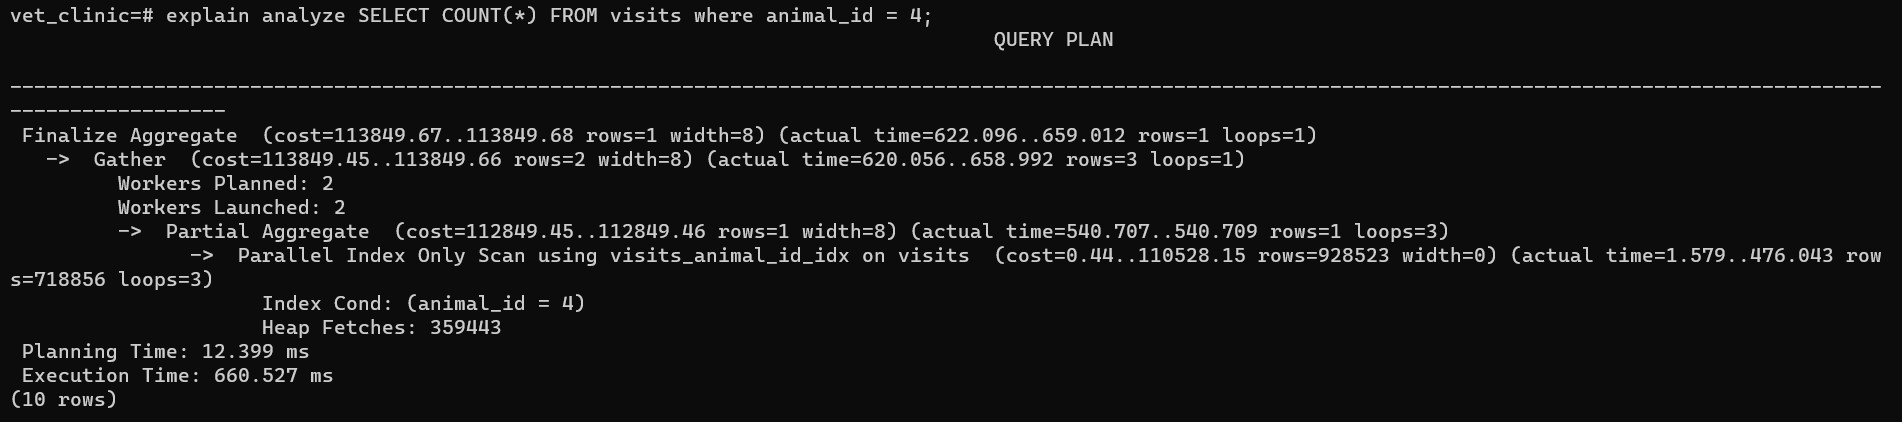 vet_clinic=# explain analyze SELECT COUNT(*) FROM visits where animal_id = 4;
QUERY PLAN
------------------------------------------------------------------------------------------------------------------------------------------------------------
------------------
Finalize Aggregate  (cost=113849.67..113849.68 rows=1 width=8) (actual time=622.096..659.012 rows=1 loops=1)
->  Gather  (cost=113849.45..113849.66 rows=2 width=8) (actual time=620.056..658.992 rows=3 loops=1)
Workers Planned: 2
Workers Launched: 2
->  Partial Aggregate  (cost=112849.45..112849.46 rows=1 width=8) (actual time=540.707..540.709 rows=1 loops=3)
->  Parallel Index Only Scan using visits_animal_id_idx on visits  (cost=0.44..110528.15 rows=928523 width=0) (actual time=1.579..476.043 row
s=718856 loops=3)
Index Cond: (animal_id = 4)
Heap Fetches: 359443
Planning Time: 12.399 ms
Execution Time: 660.527 ms
(10 rows)